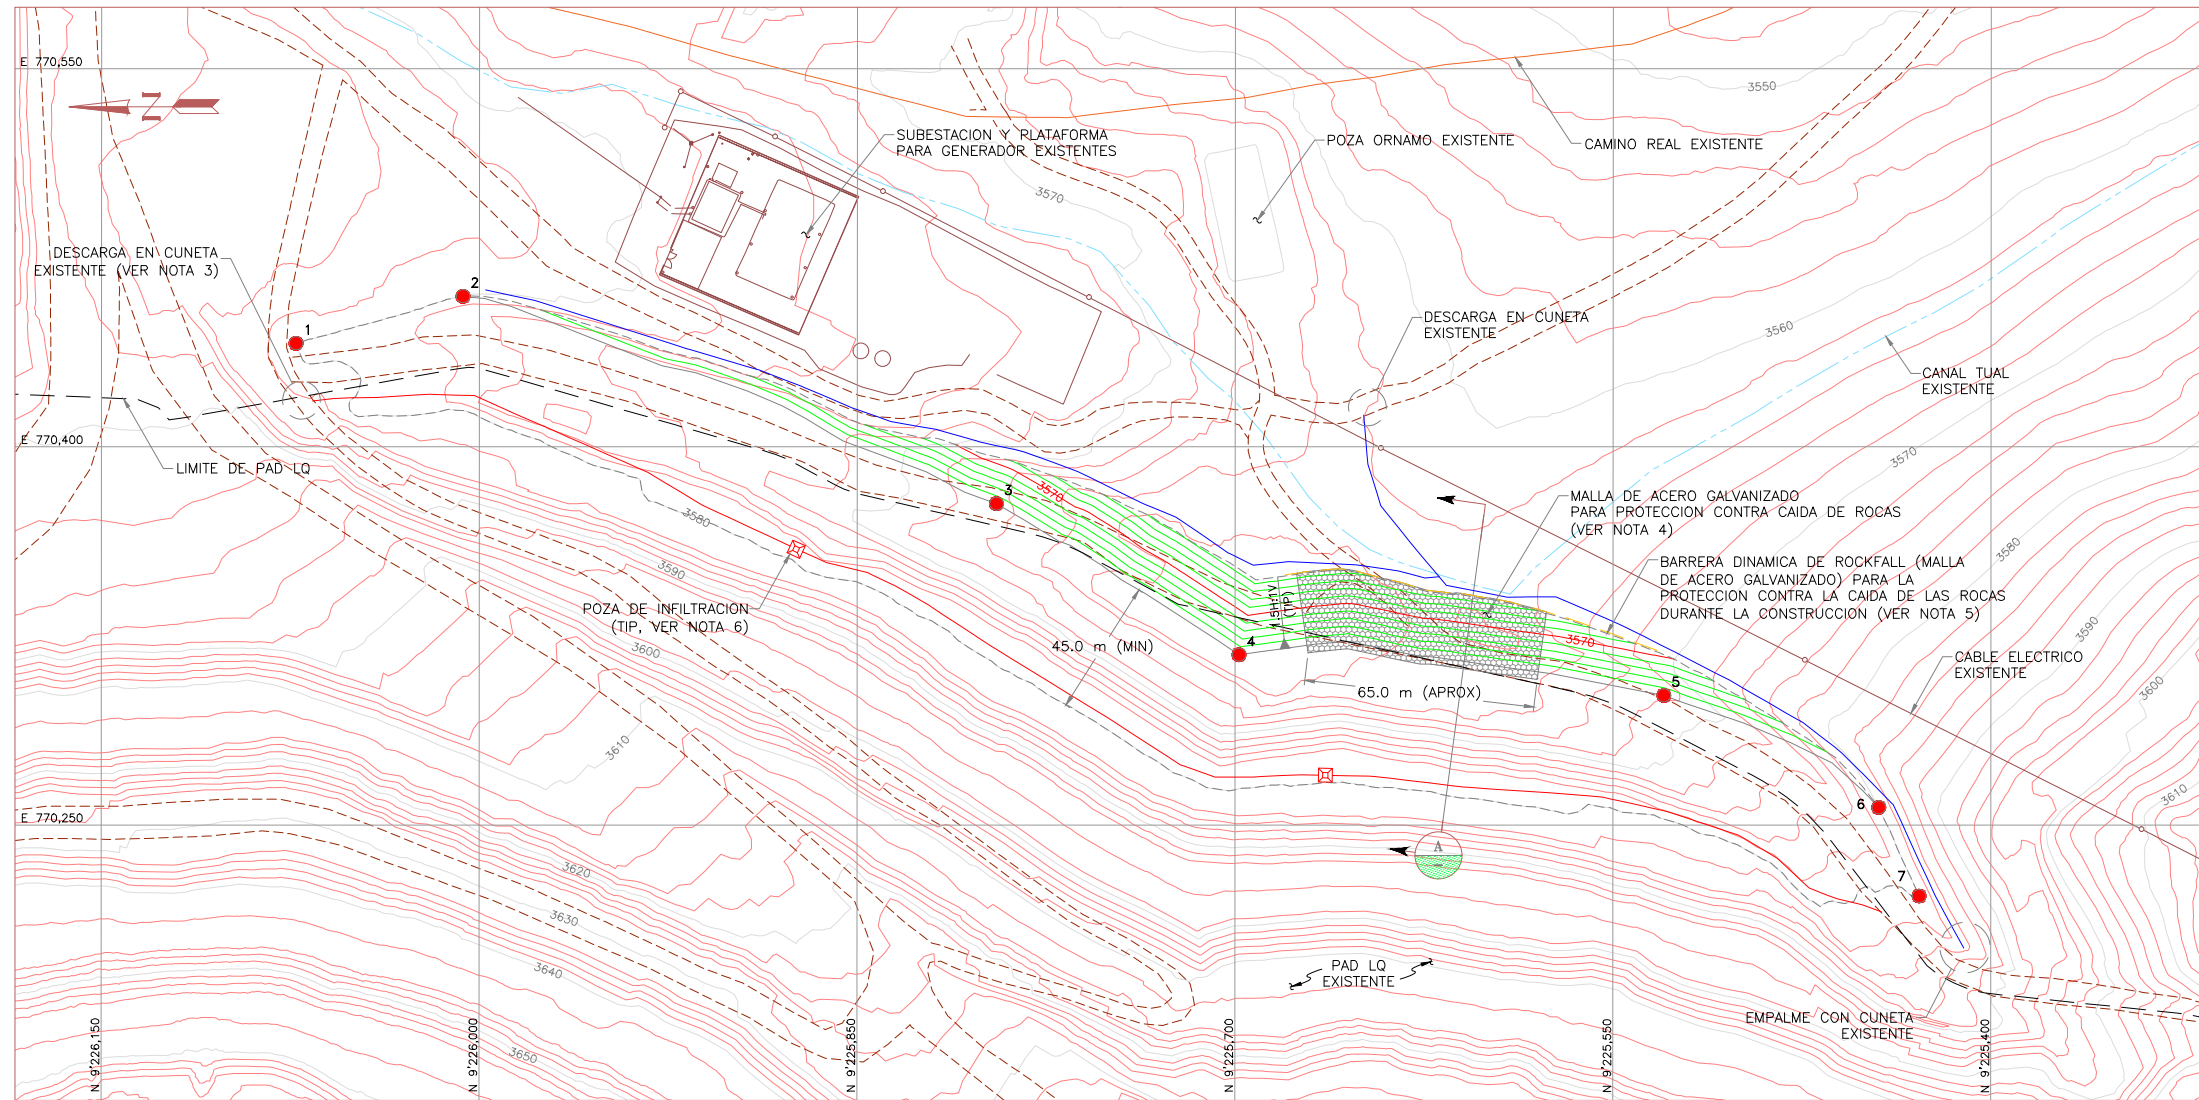 E 770,550
N
3550
SUBESTACION Y PLATAFORMA
PARA GENERADOR EXISTENTES
POZA ORNAMO EXISTENTE
CAMINO REAL EXISTENTE
3570
DESCARGA EN CUNETA
EXISTENTE (VER NOTA 3)
2
1
DESCARGA EN CUNETA
EXISTENTE
3560
CANAL TUAL
EXISTENTE
E 770,400
LIMITE DE PAD LQ
3570
3
3570
3580
MALLA DE ACERO GALVANIZADO
PARA PROTECCION CONTRA CAIDA DE ROCAS
(VER NOTA 4)
3580
BARRERA DINAMICA DE ROCKFALL (MALLA
DE ACERO GALVANIZADO) PARA LA
PROTECCION CONTRA LA CAIDA DE LAS ROCAS
DURANTE LA CONSTRUCCION (VER NOTA 5)
3590
POZA DE INFILTRACION
(TIP, VER NOTA 6)
1.5H:1V
(TIP)
3590
3600
45.0 m (MIN)
4
3570
CABLE ELECTRICO
EXISTENTE
3600
65.0 m (APROX)
5
3610
3610
6
E 770,250
A
3620
7
3630
3640
PAD LQ
EXISTENTE
EMPALME CON CUNETA
EXISTENTE
3650
N 9'226,150
N 9'226,000
N 9'225,850
N 9'225,700
N 9'225,550
N 9'225,400